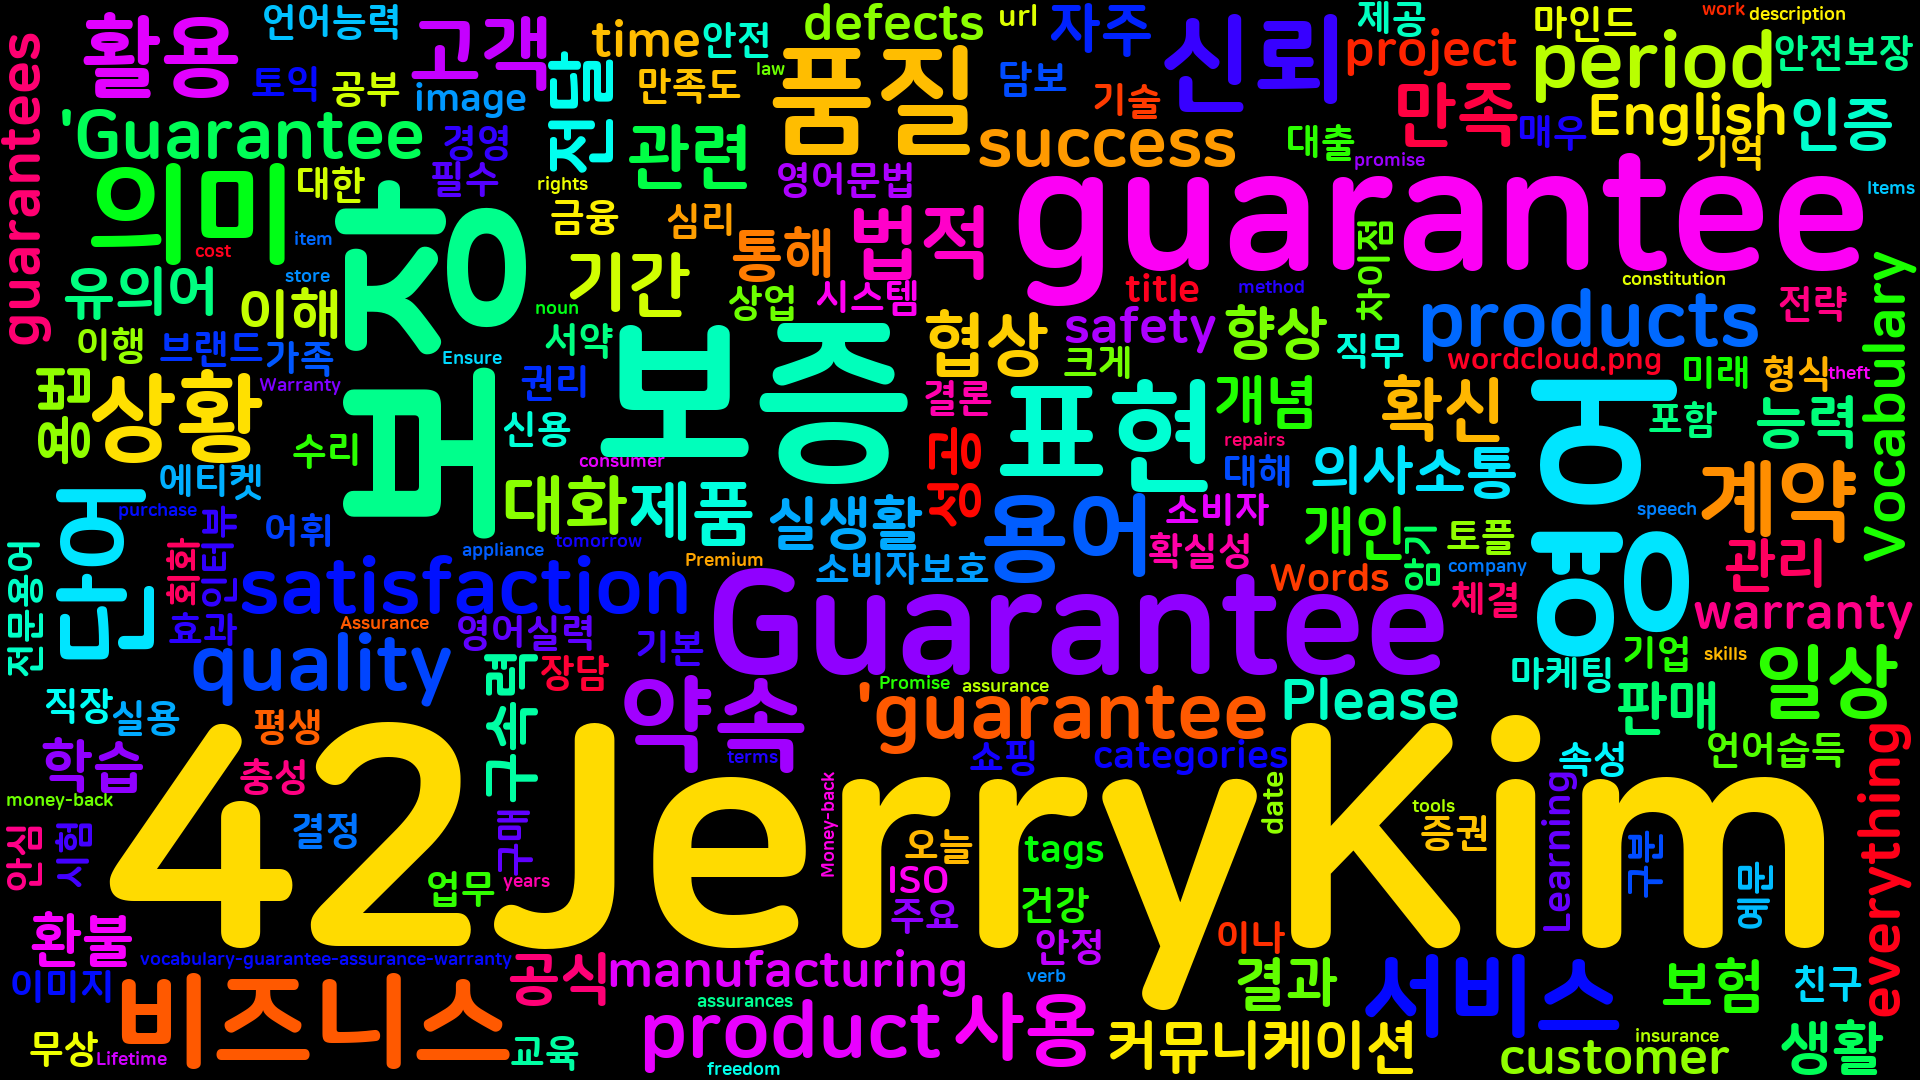 guarantees
활용
언어능력
고객
토익
공부
image
경영
필수
전달
time
안전
defects
url
자주
신뢰
제공
project
work
description
마인드
period
안전보장
law
만족도
품질
담보
기술
만족
매우
English
인증
기억
'Guarantee
관련
success
대출
promise
guarantee
Items
의미
대한
rights
금융
영어문법
심리
cost
item
store
추천
법적
통해
차이점
constitution
Vocabulary
유의어
이해
noun
기간
상업
시스템
title
method
products
전략
이행
브랜드
가족
Ensure
서약
보증
협상
safety
향상
크게
직무
wordcloud.png
미래
형식
theft
용법
상황
Warranty
권리
결론
표현
개념
확신
영어
포함
능력
수리
신용
consumer
성공
repairs
대해
의사소통
계약
에티켓
단어
purchase
어휘
대화
제품
실생활
용어
소비자
개인
암기
토플
speech
전문용어
회화
인터뷰
appliance
tomorrow
Premium
소비자보호
확실성
Words
company
관리
효과
satisfaction
Assurance
영어실력
기본
Guarantee
체결
warranty
quality
구속력
장담
약속
Promise
assurance
'guarantee
Please
마케팅
기업
skills
판매
일상
직장
실용
평생
학습
충성
terms
쇼핑
categories
속성
언어습득
everything
42JerryKim
money-back
안심
시험
결정
구매
Money-back
오늘
tags
date
tools
증권
Learning
구분
예문
업무
years
ISO
주요
건강
환불
vocabulary-guarantee-assurance-warranty
공식
manufacturing
안정
이나
verb
결과
서비스
보험
친구
이미지
비즈니스
assurances
product
사용
커뮤니케이션
insurance
customer
생활
무상
Lifetime
교육
freedom